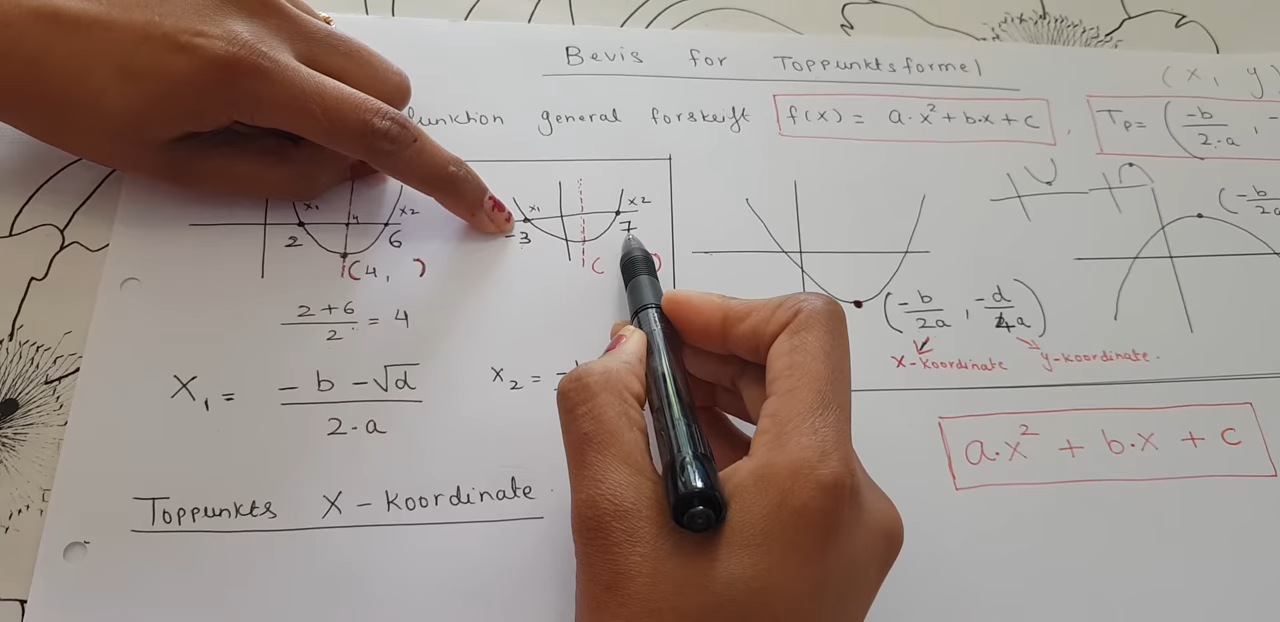 Bevis for Toppunktsformel
(x, y)
general forskrift f(x) = a·x² + b·x + c , Tp = ( -b / 2·a , -
x₁ x₂
4
2 6
(4, )
x₁ x₂
-3 7
(
(2+6)/2 = 4
( -b/2a , -d/4a )
x-koordinate y-koordinate.
( -b/2a
x₁ = (-b - √d) / (2·a)
x₂ =
a·x² + b·x + c
Toppunkts x-koordinate